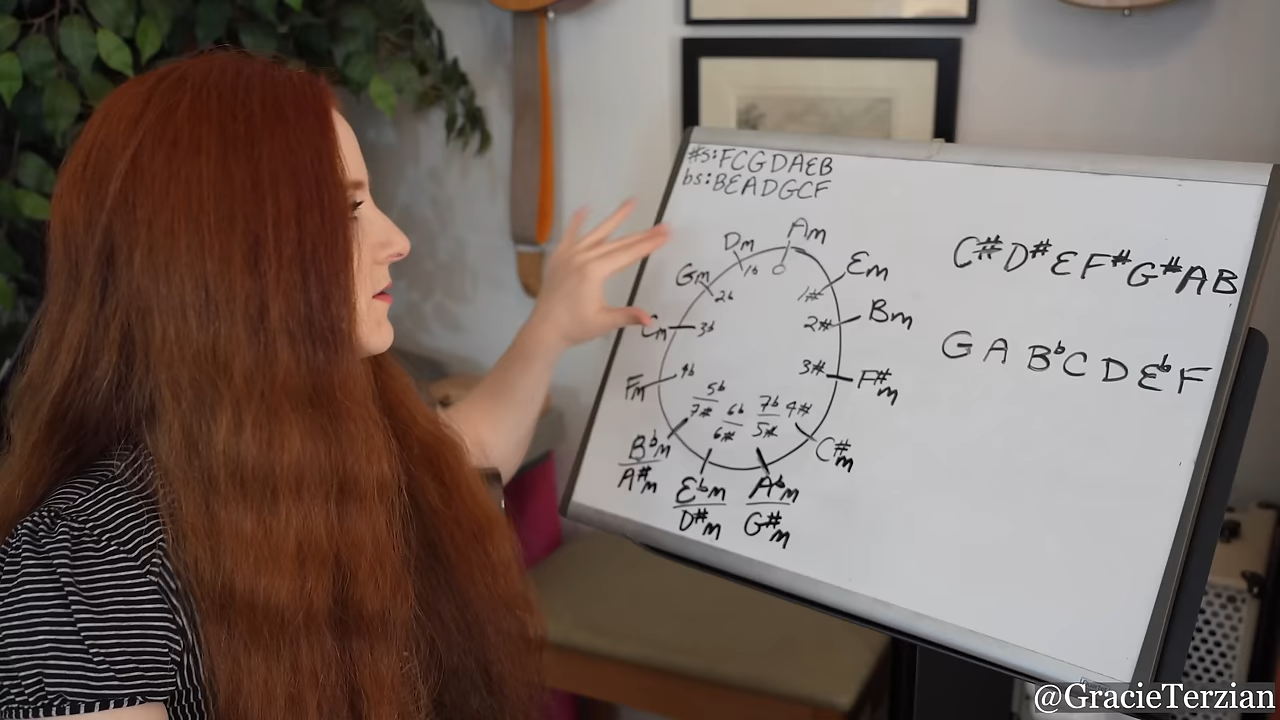 #s: FCGDAEB
bs: BEADGCF
Am
Dm
Em
Gm
Bm
Cm
F#m
Fm
C#m
Bbm
A#m
Ebm
D#m
Abm
G#m
0
1b
1#
2b
2#
3b
3#
4b
4#
5b
7#
6b
6#
7b
5#
C# D# E F# G# A B
G A Bb C D Eb F
@GracieTerzian